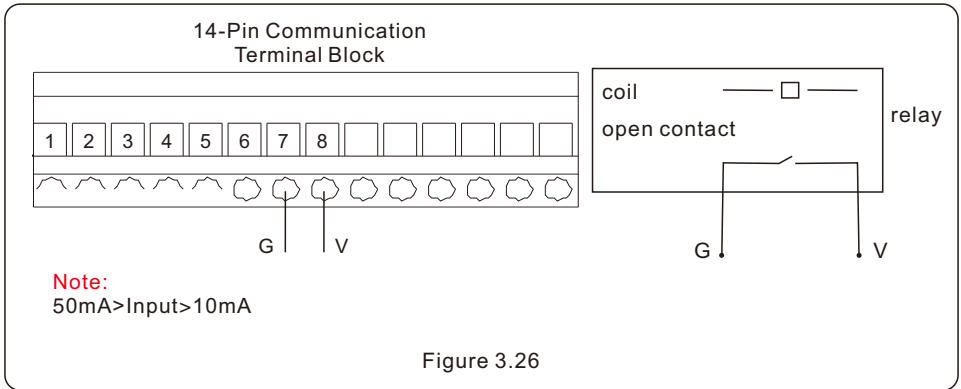 14-Pin Communication
Terminal Block
1 2 3 4 5 6 7 8
G V
coil
open contact
relay
G V
Note:
50mA>Input>10mA
Figure 3.26